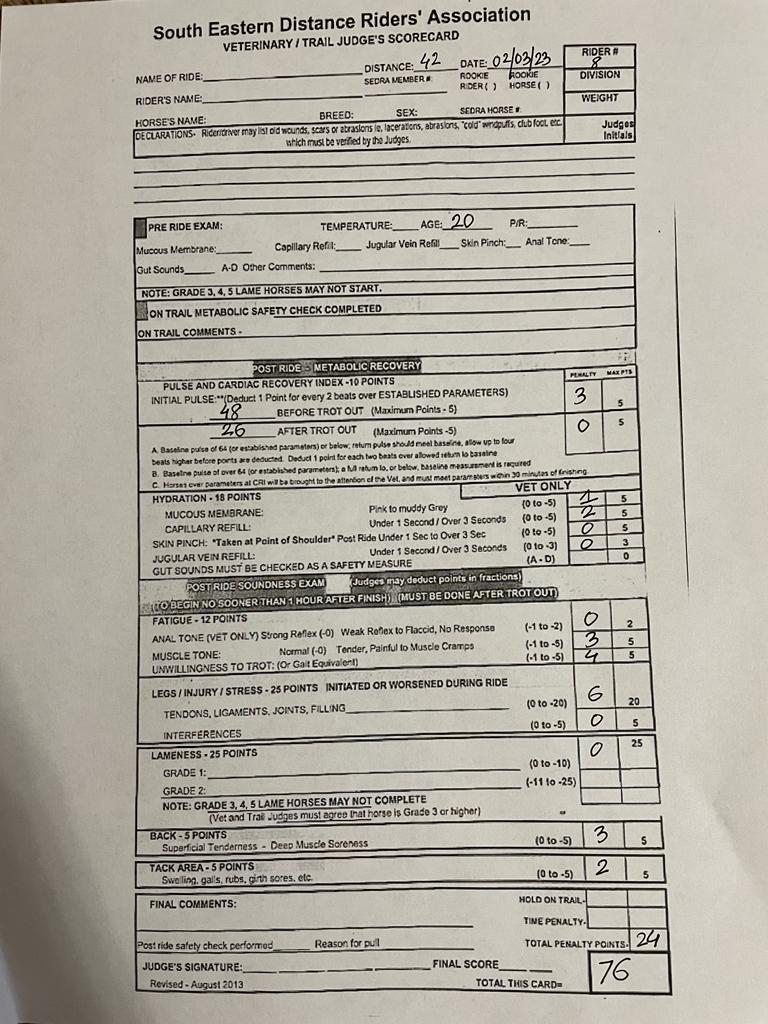 South Eastern Distance Riders' Association
VETERINARY / TRAIL JUDGE'S SCORECARD
NAME OF RIDE: DISTANCE: 42 DATE: 02/03/23 RIDER # 8
SEDRA MEMBER #: ROOKIE RIDER ( ) ROOKIE HORSE ( ) DIVISION
RIDER'S NAME: WEIGHT
HORSE'S NAME: BREED: SEX: SEDRA HORSE #:
DECLARATIONS- Rider/driver may list old wounds, scars or abrasions ie, lacerations, abrasions, "cold" windpuffs, club foot, etc. Judges
which must be verified by the Judges. Initials
PRE RIDE EXAM: TEMPERATURE: AGE: 20 P/R:
Mucous Membrane: Capillary Refill: Jugular Vein Refill Skin Pinch: Anal Tone:
Gut Sounds A-D Other Comments:
NOTE: GRADE 3, 4, 5 LAME HORSES MAY NOT START.
ON TRAIL METABOLIC SAFETY CHECK COMPLETED
ON TRAIL COMMENTS -
POST RIDE - METABOLIC RECOVERY
PULSE AND CARDIAC RECOVERY INDEX -10 POINTS PENALTY MAX PTS
INITIAL PULSE:**(Deduct 1 Point for every 2 beats over ESTABLISHED PARAMETERS)
48 BEFORE TROT OUT (Maximum Points - 5) 3 5
26 AFTER TROT OUT (Maximum Points -5) 0 5
A. Baseline pulse of 64 (or established parameters) or below; return pulse should meet baseline, allow up to four
beats higher before points are deducted. Deduct 1 point for each two beats over allowed return to baseline
B. Baseline pulse of over 64 (or established parameters); a full return to, or below, baseline measurement is required
C. Horses over parameters at CRI will be brought to the attention of the Vet, and must meet parameters within 30 minutes of finishing.
HYDRATION - 18 POINTS VET ONLY
MUCOUS MEMBRANE: Pink to muddy Grey (0 to -5) 1 5
CAPILLARY REFILL: Under 1 Second / Over 3 Seconds (0 to -5) 2 5
SKIN PINCH: *Taken at Point of Shoulder* Post Ride Under 1 Sec to Over 3 Sec (0 to -5) 0 5
JUGULAR VEIN REFILL: Under 1 Second / Over 3 Seconds (0 to -3) 0 3
GUT SOUNDS MUST BE CHECKED AS A SAFETY MEASURE (A - D) 0
POST RIDE SOUNDNESS EXAM (Judges may deduct points in fractions)
(TO BEGIN NO SOONER THAN 1 HOUR AFTER FINISH) (MUST BE DONE AFTER TROT OUT)
FATIGUE - 12 POINTS
ANAL TONE (VET ONLY) Strong Reflex (-0) Weak Reflex to Flaccid, No Response (-1 to -2) 0 2
MUSCLE TONE: Normal (-0) Tender, Painful to Muscle Cramps (-1 to -5) 3 5
UNWILLINGNESS TO TROT: (Or Gait Equivalent) (-1 to -5) 4 5
LEGS / INJURY / STRESS - 25 POINTS INITIATED OR WORSENED DURING RIDE
TENDONS, LIGAMENTS, JOINTS, FILLING (0 to -20) 6 20
INTERFERENCES (0 to -5) 0 5
LAMENESS - 25 POINTS 0 25
GRADE 1: (0 to -10)
GRADE 2: (-11 to -25)
NOTE: GRADE 3, 4, 5 LAME HORSES MAY NOT COMPLETE
(Vet and Trail Judges must agree that horse is Grade 3 or higher)
BACK - 5 POINTS
Superficial Tenderness - Deep Muscle Soreness (0 to -5) 3 5
TACK AREA - 5 POINTS
Swelling, galls, rubs, girth sores, etc. (0 to -5) 2 5
FINAL COMMENTS: HOLD ON TRAIL-
TIME PENALTY-
Post ride safety check performed Reason for pull TOTAL PENALTY POINTS- 24
JUDGE'S SIGNATURE: FINAL SCORE
Revised - August 2013 TOTAL THIS CARD= 76